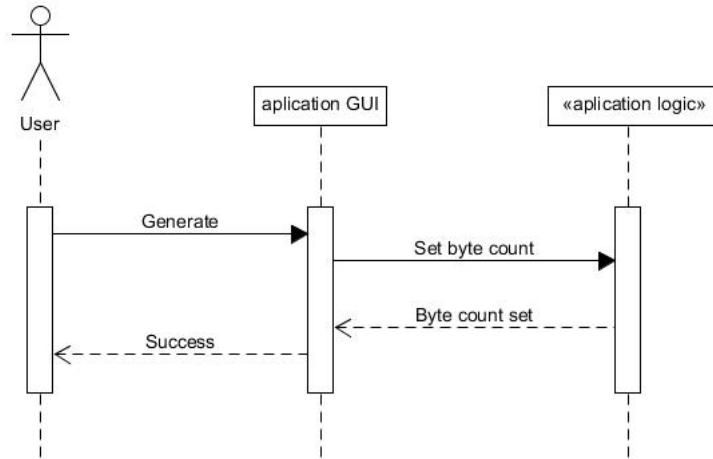 User
aplication GUI
«aplication logic»
Generate
Set byte count
Byte count set
Success